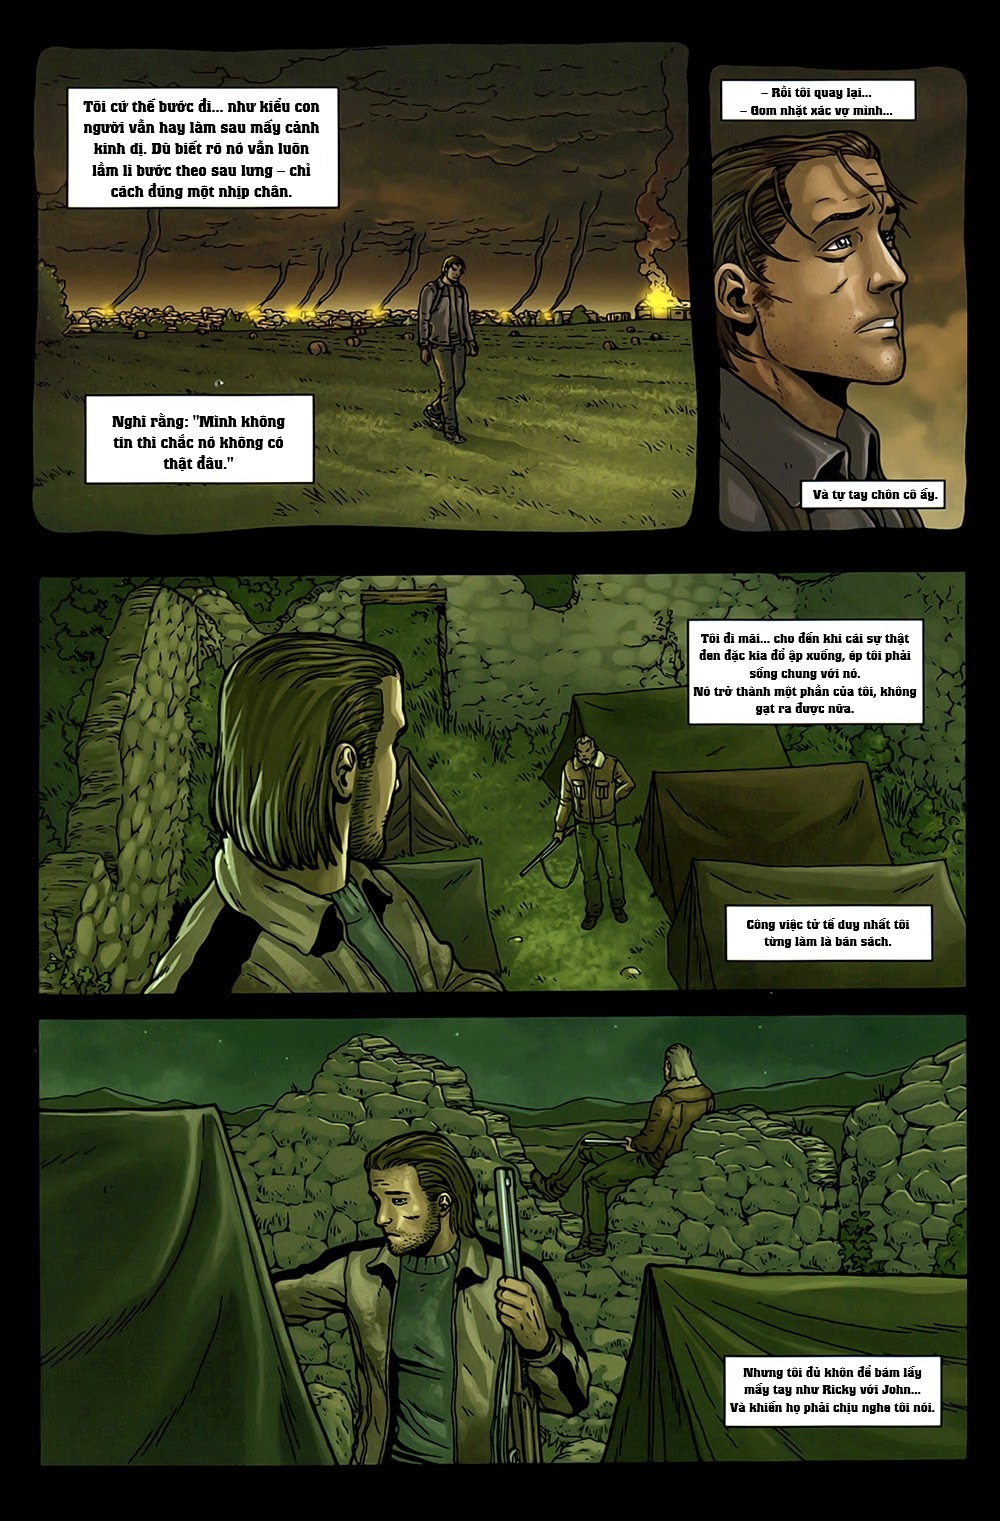 Tôi cứ thế bước đi... như kiểu con
người vẫn hay làm sau mấy cảnh
kinh dị. Dù biết rõ nó vẫn luôn
lầm lì bước theo sau lưng – chỉ
cách đúng một nhịp chân.
Nghĩ rằng: "Mình không
tin thì chắc nó không có
thật đâu."
– Rồi tôi quay lại...
– Gom nhặt xác vợ mình...
Và tự tay chôn cô ấy.
Tôi đi mãi... cho đến khi cái sự thật
đen đặc kia đổ ập xuống, ép tôi phải
sống chung với nó.
Nó trở thành một phần của tôi, không
gạt ra được nữa.
Công việc tử tế duy nhất tôi
từng làm là bán sách.
Nhưng tôi đủ khôn để bám lấy
mấy tay như Ricky với John...
Và khiến họ phải chịu nghe tôi nói.